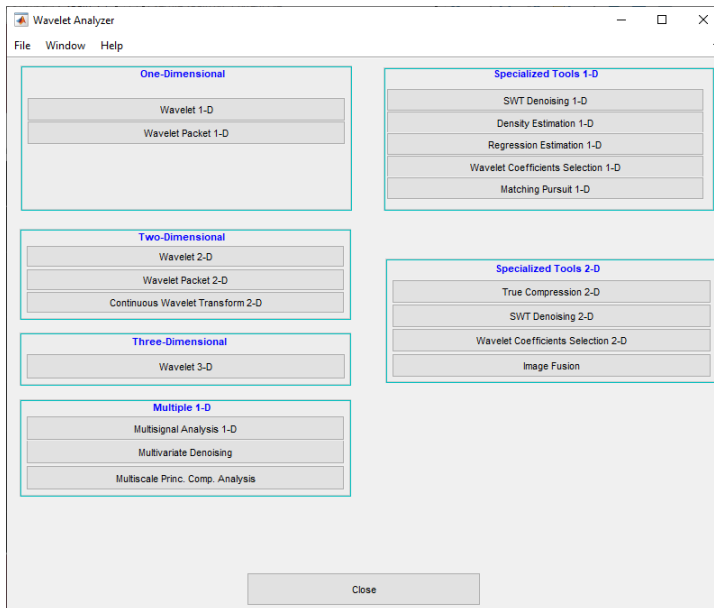 Wavelet Analyzer
File Window Help
One-Dimensional
Wavelet 1-D
Wavelet Packet 1-D
Two-Dimensional
Wavelet 2-D
Wavelet Packet 2-D
Continuous Wavelet Transform 2-D
Three-Dimensional
Wavelet 3-D
Multiple 1-D
Multisignal Analysis 1-D
Multivariate Denoising
Multiscale Princ. Comp. Analysis
Specialized Tools 1-D
SWT Denoising 1-D
Density Estimation 1-D
Regression Estimation 1-D
Wavelet Coefficients Selection 1-D
Matching Pursuit 1-D
Specialized Tools 2-D
True Compression 2-D
SWT Denoising 2-D
Wavelet Coefficients Selection 2-D
Image Fusion
Close